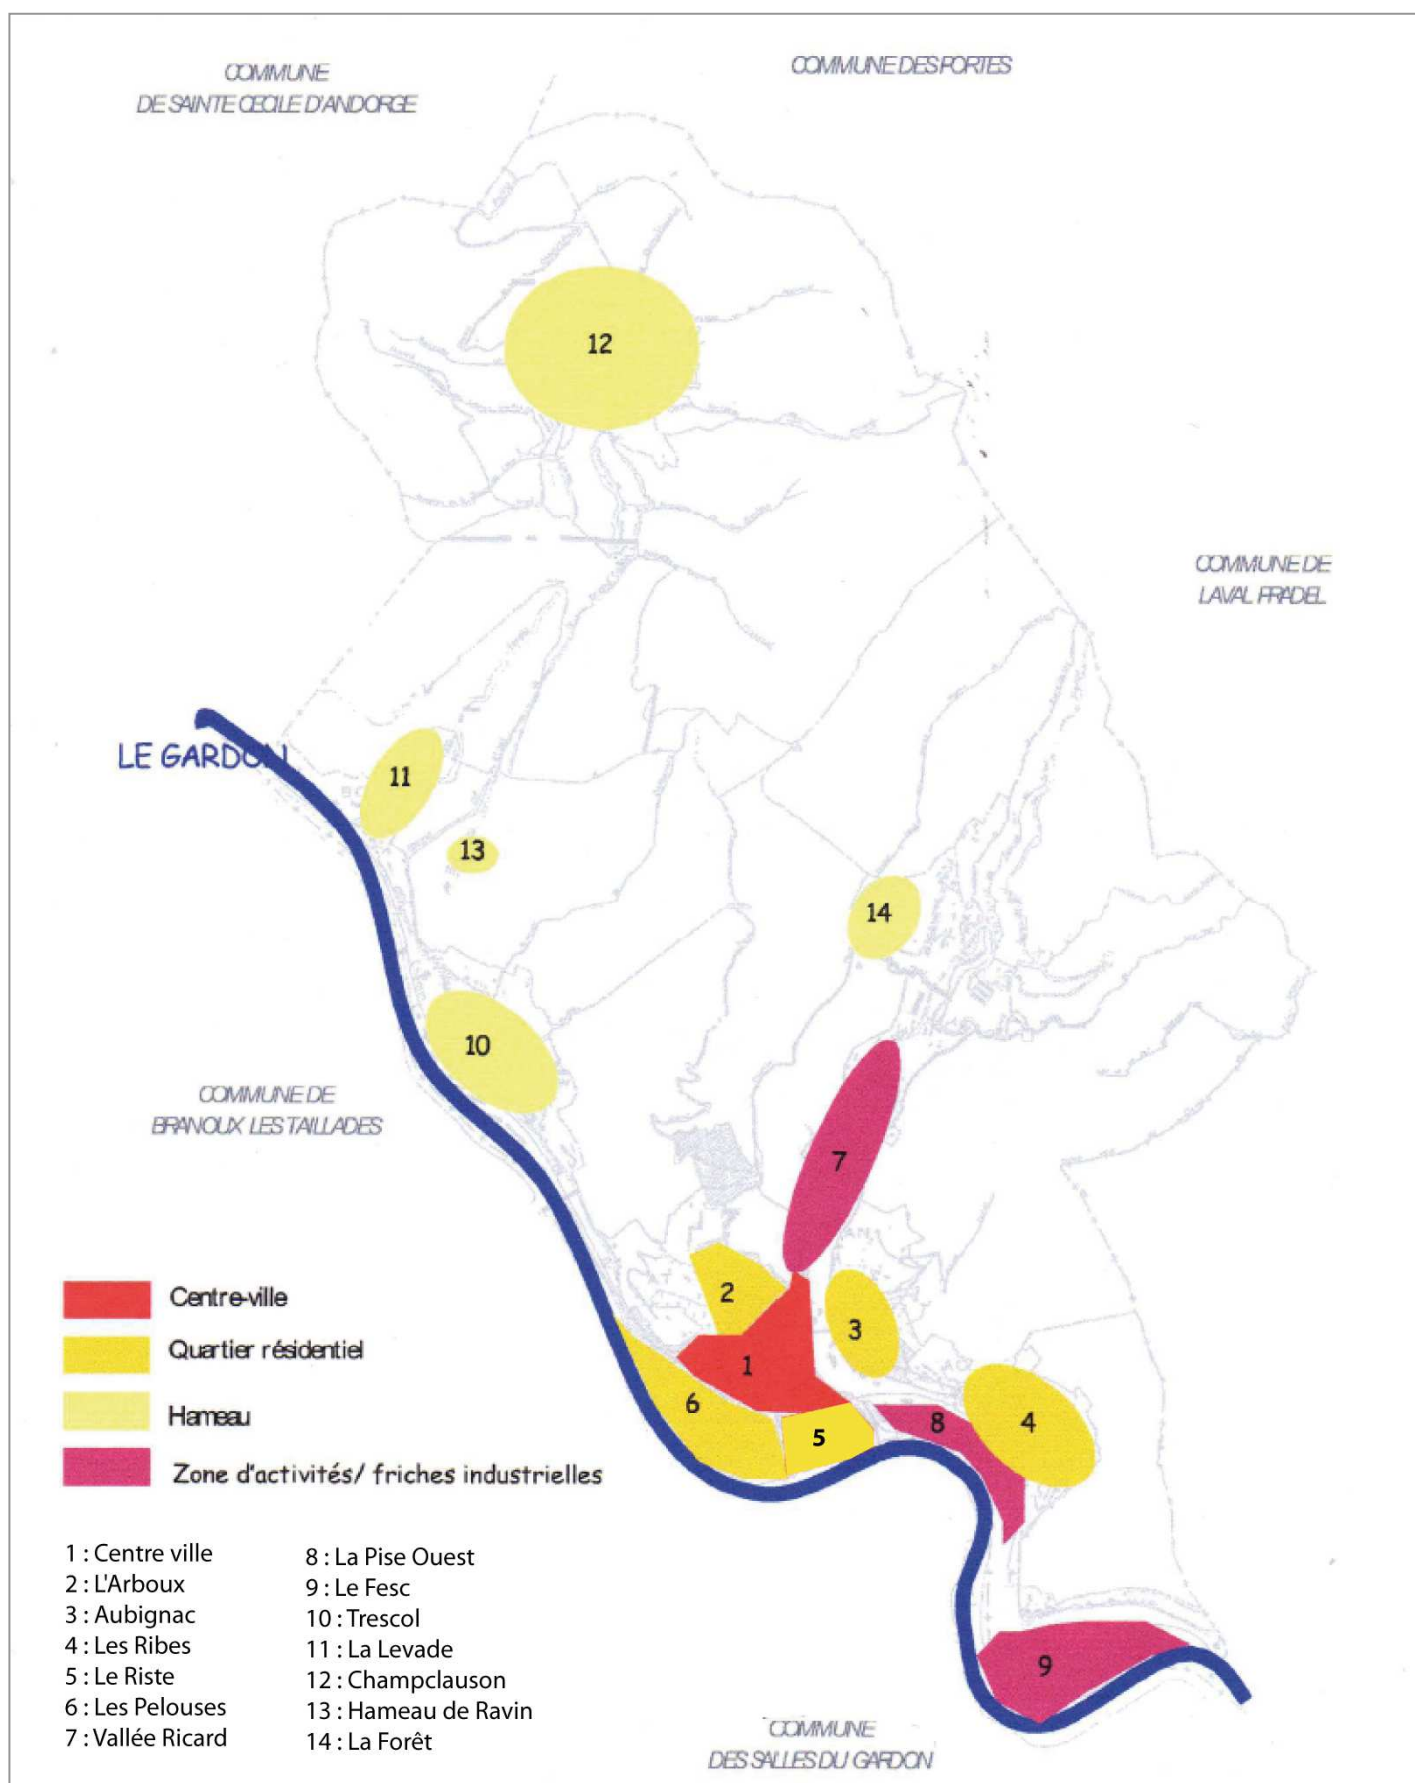 COMMUNE
DE SAINTE CECILE D'ANDORGE
COMMUNE DES PORTES
12
COMMUNE DE
LAVAL PRADEL
LE GARDON
11
13
14
10
COMMUNE DE
BRANOUX LES TAILLADES
7
2
3
1
6
5
8
4
9
Centre-ville
Quartier résidentiel
Hameau
Zone d'activités/ friches industrielles
1 : Centre ville
2 : L'Arboux
3 : Aubignac
4 : Les Ribes
5 : Le Riste
6 : Les Pelouses
7 : Vallée Ricard
8 : La Pise Ouest
9 : Le Fesc
10 : Trescol
11 : La Levade
12 : Champclauson
13 : Hameau de Ravin
14 : La Forêt
COMMUNE
DES SALLES DU GARDON